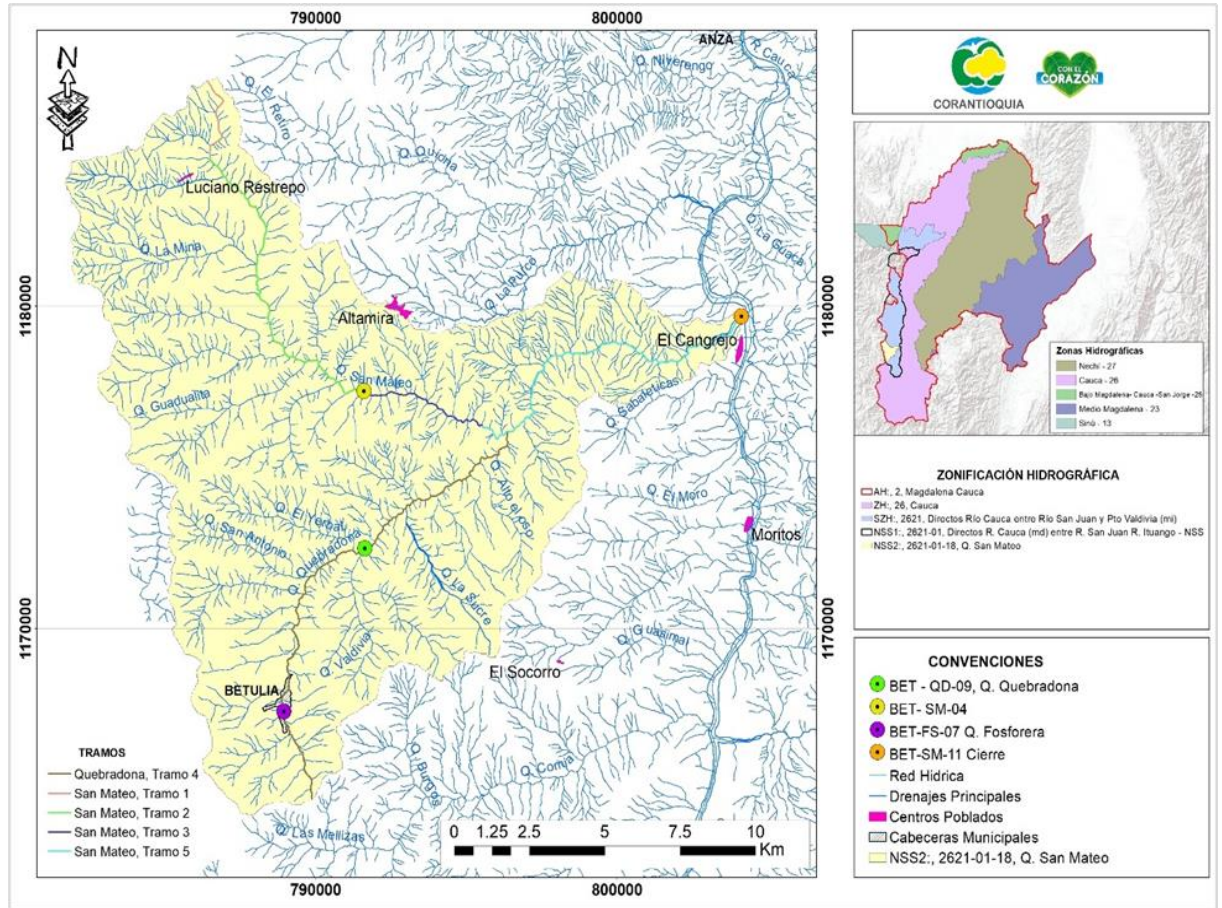 790000
800000
N
ANZA
Q. Cauca
Q. Niverengo
Q. El Retiro
Q. Quiona
Luciano Restrepo
Q. La Guaca
Q. La Mina
Q. La Purco
1180000
1180000
Altamira
El Cangrejo
Q. San Mateo
Q. Guadualita
Q. Sabaleticas
Q. El Moro
Q. El Yerbal
Q. San Antonio
Q. Quebradona
Moritos
Q. La Sucre
1170000
1170000
Q. Guasimal
Q. Valdivia
El Socorro
BETULIA
Q. Burgos
Q. Comia
Q. Las Mellizas
TRAMOS
Quebradona, Tramo 4
San Mateo, Tramo 1
San Mateo, Tramo 2
San Mateo, Tramo 3
San Mateo, Tramo 5
0 1.25 2.5 5 7.5 10
Km
790000
800000
CORANTIOQUIA
CON EL
CORAZÓN
Zonas Hidrográficas
Nechí - 27
Cauca - 26
Bajo Magdalena- Cauca -San Jorge -25
Medio Magdalena - 23
Sinú - 13
ZONIFICACIÓN HIDROGRÁFICA
AH:, 2, Magdalena Cauca
ZH:, 26, Cauca
SZH:, 2621, Directos Río Cauca entre Río San Juan y Pto Valdivia (mi)
NSS1:, 2621-01, Directos R. Cauca (md) entre R. San Juan R. Ituango - NSS
NSS2:, 2621-01-18, Q. San Mateo
CONVENCIONES
BET - QD-09, Q. Quebradona
BET- SM-04
BET-FS-07 Q. Fosforera
BET-SM-11 Cierre
Red Hídrica
Drenajes Principales
Centros Poblados
Cabeceras Municipales
NSS2:, 2621-01-18, Q. San Mateo